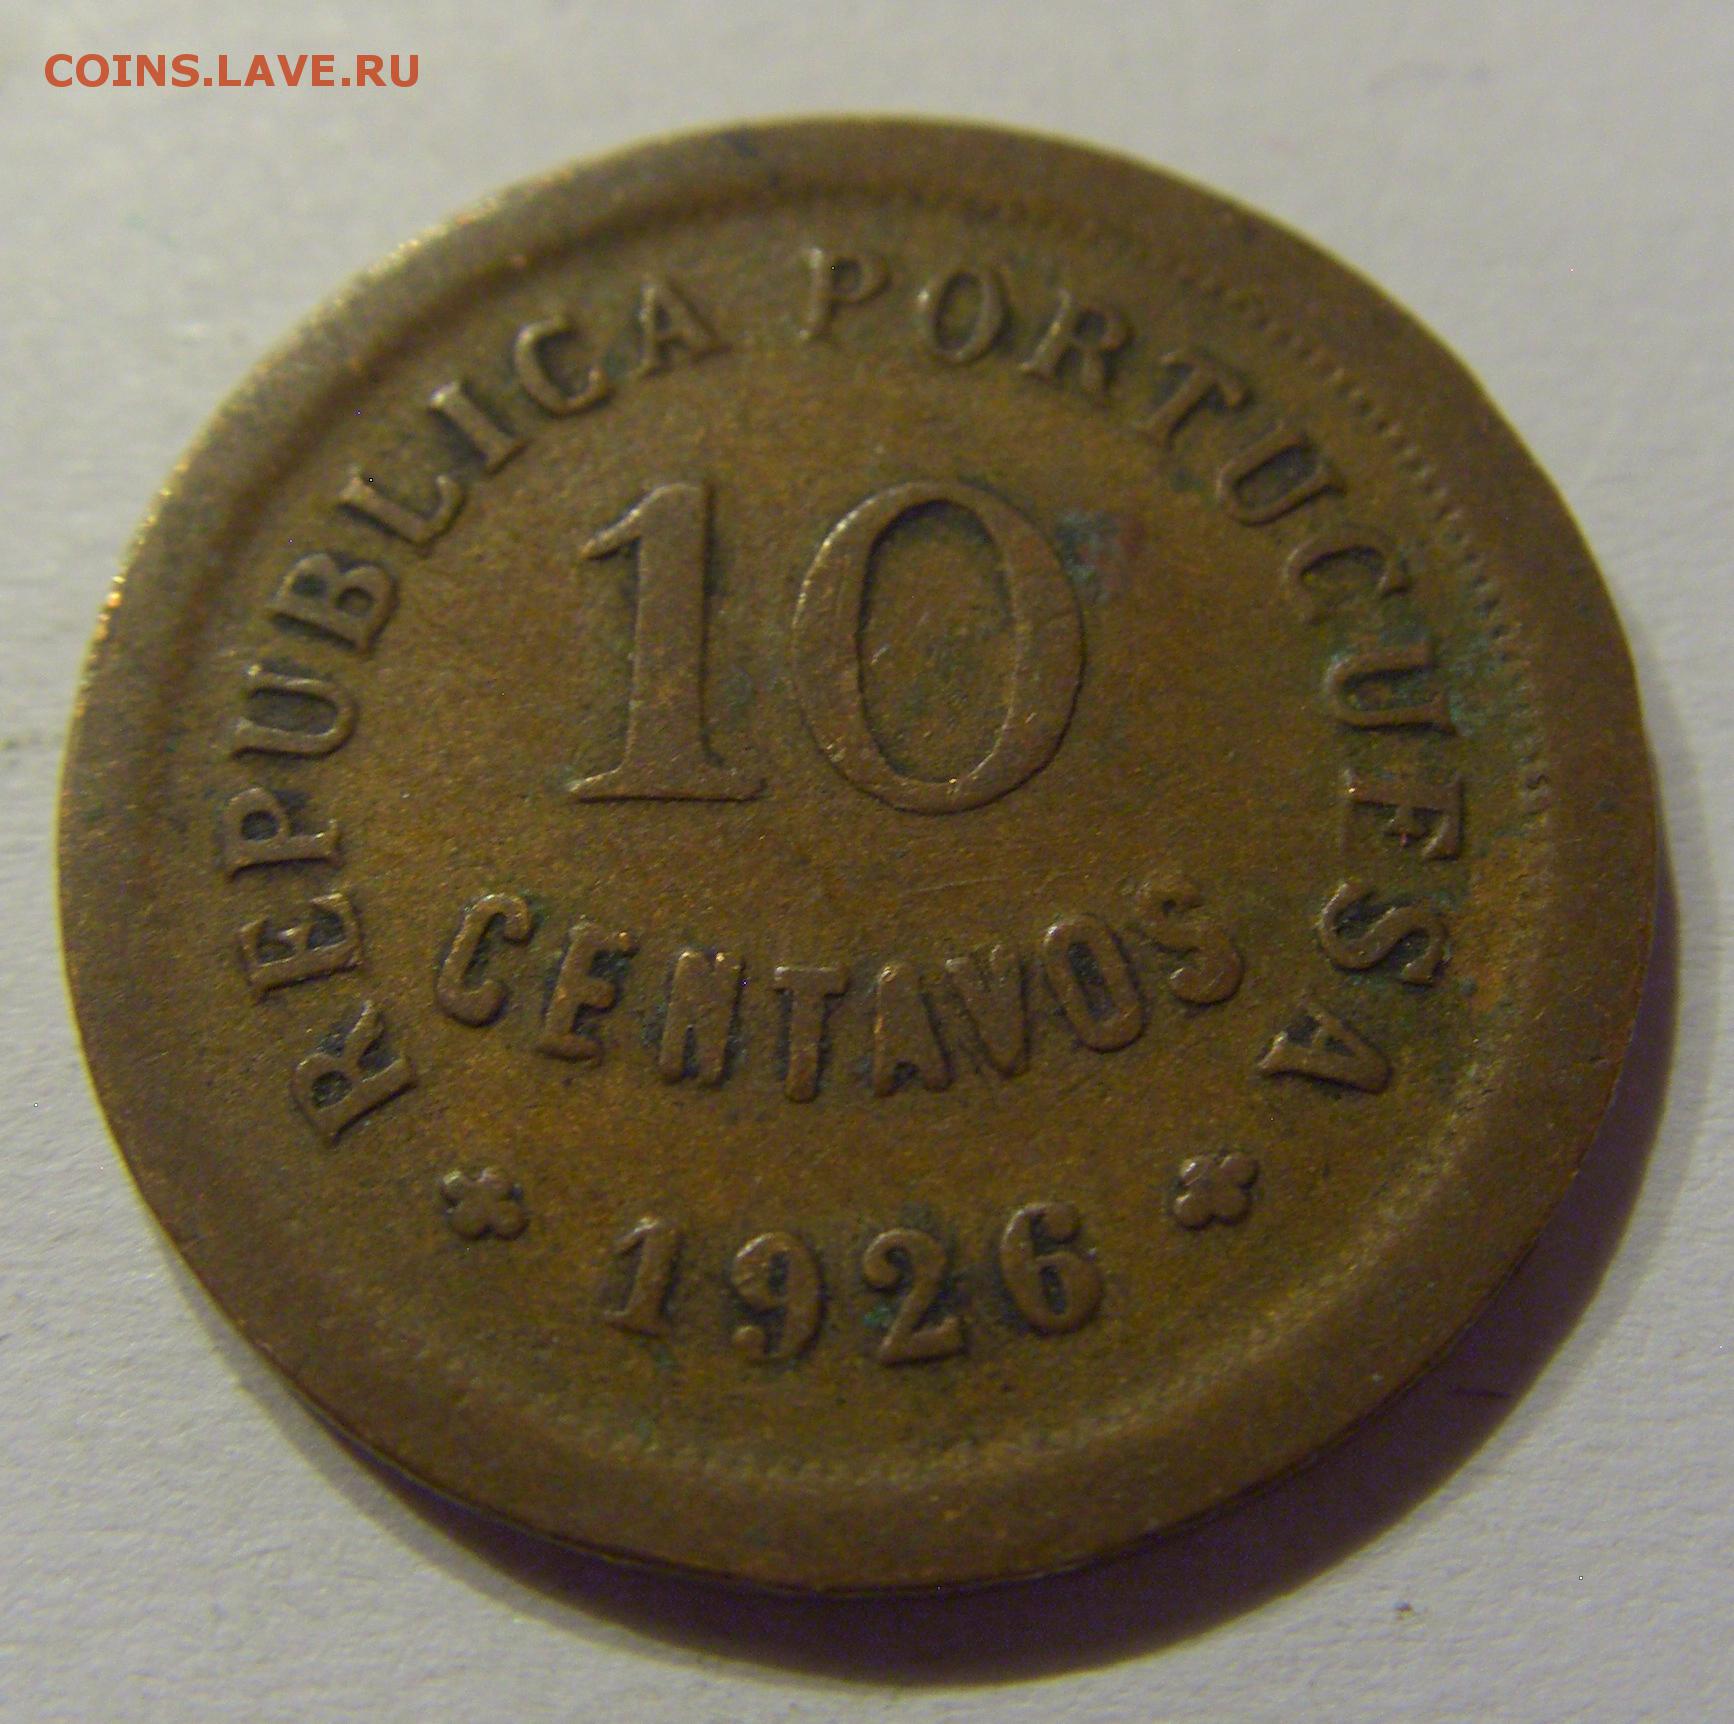 COINS.LAVE.RU
REPUBLICA PORTUGUESA
10
CENTAVOS
1926